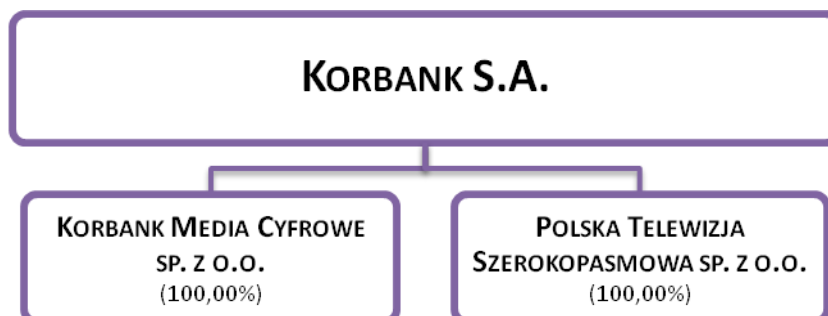 KORBANK S.A.
KORBANK MEDIA CYFROWE
SP. Z O.O.
(100,00%)
POLSKA TELEWIZJA
SZEROKOPASMOWA SP. Z O.O.
(100,00%)